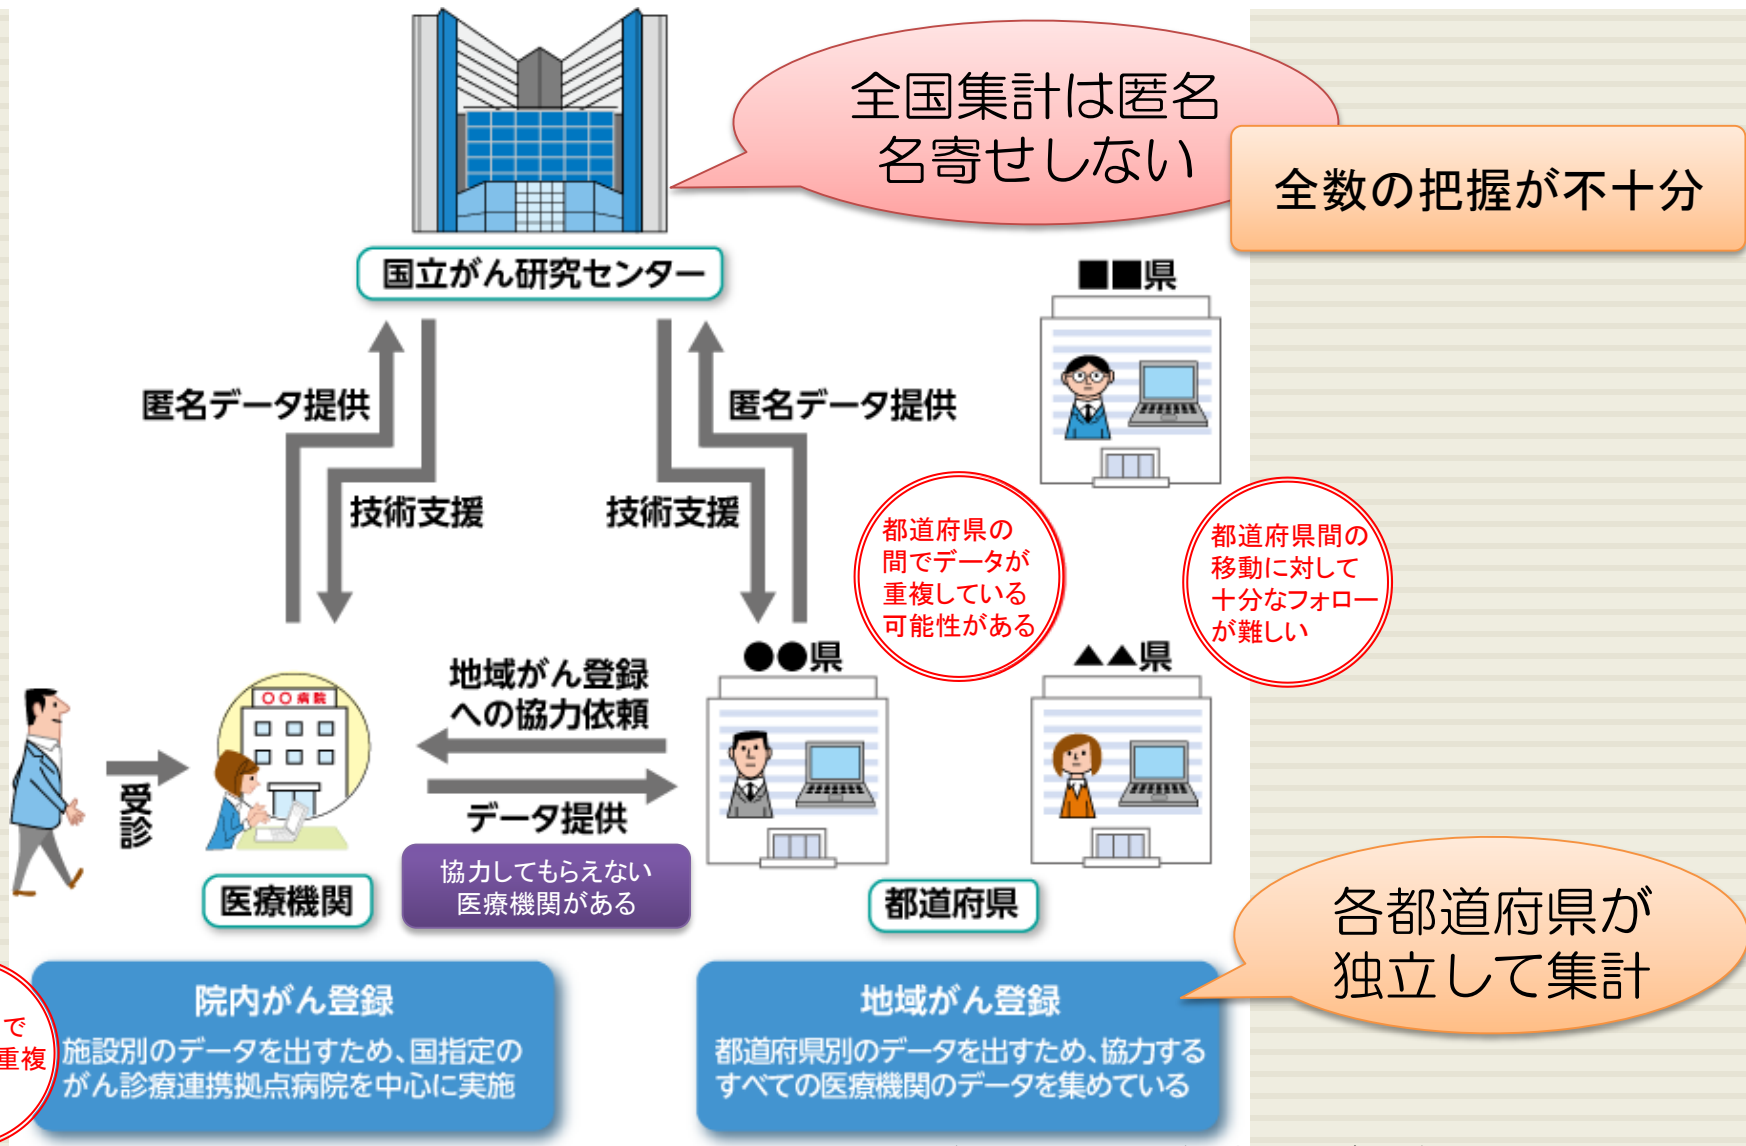 全国集計は匿名
名寄せしない
全数の把握が不十分
国立がん研究センター
■■県
匿名データ提供
匿名データ提供
技術支援
技術支援
都道府県の
間でデータが
重複している
可能性がある
都道府県間の
移動に対して
十分なフォロー
が難しい
●●県
▲▲県
地域がん登録
への協力依頼
〇〇病院
受診
データ提供
協力してもらえない
医療機関がある
医療機関
都道府県
各都道府県が
独立して集計
院内がん登録
施設別のデータを出すため、国指定の
がん診療連携拠点病院を中心に実施
で
重複
地域がん登録
都道府県別のデータを出すため、協力する
すべての医療機関のデータを集めている